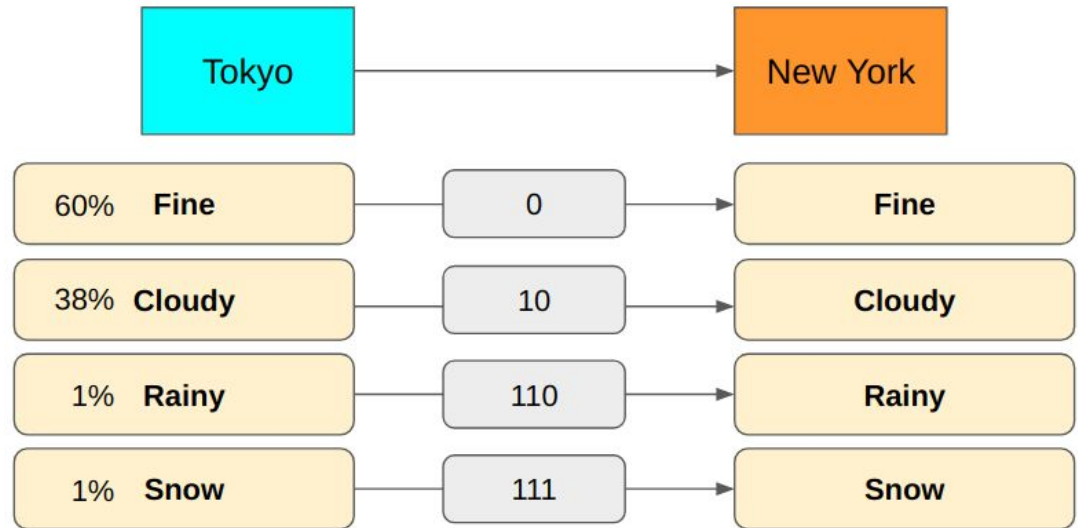 Tokyo New York
60% Fine 0 Fine
38% Cloudy 10 Cloudy
1% Rainy 110 Rainy
1% Snow 111 Snow